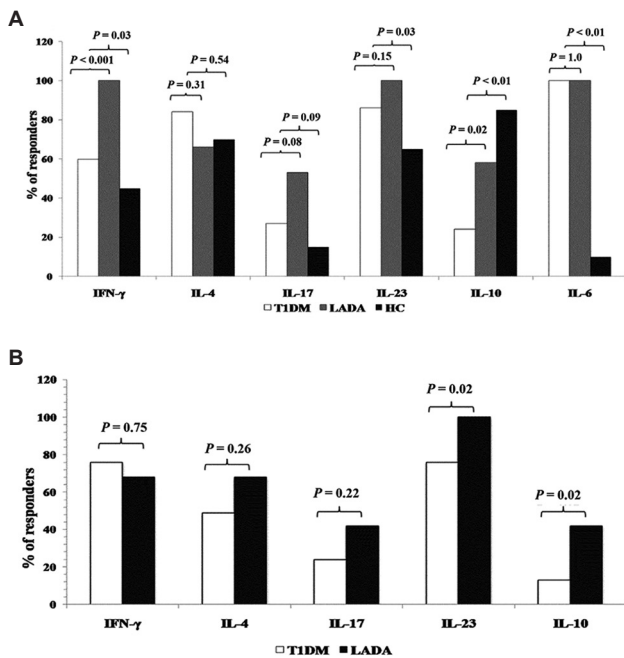 A
P = 0.03
P < 0.001
P = 0.54
P = 0.31
P = 0.09
P = 0.08
P = 0.03
P = 0.15
P < 0.01
P = 0.02
P < 0.01
P = 1.0
% of responders
120
100
80
60
40
20
0
IFN-γ IL-4 IL-17 IL-23 IL-10 IL-6
T1DM LADA HC
B
P = 0.75
P = 0.26
P = 0.22
P = 0.02
P = 0.02
% of responders
120
100
80
60
40
20
0
IFN-γ IL-4 IL-17 IL-23 IL-10
T1DM LADA